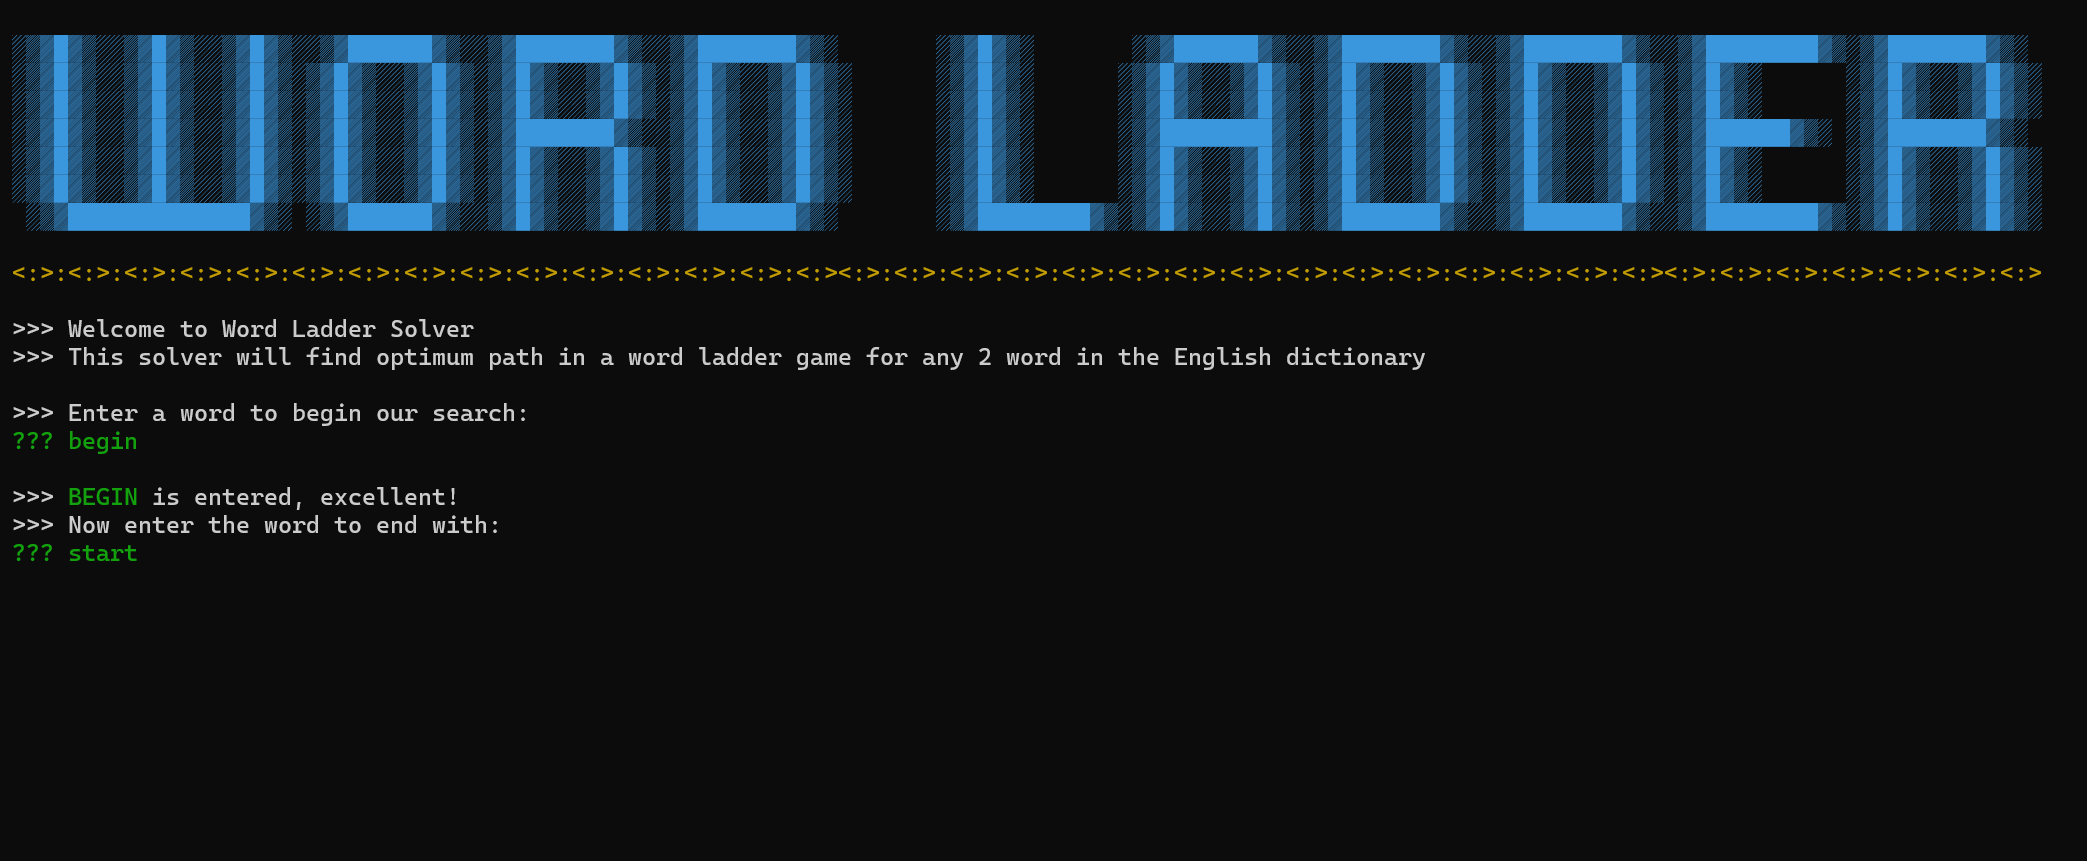 WORD LADDER
<:>:<:>:<:>:<:>:<:>:<:>:<:>:<:>:<:>:<:>:<:>:<:>:<:>:<:>:<:><:>:<:>:<:>:<:>:<:>:<:>:<:>:<:>:<:>:<:>:<:>:<:>:<:>:<:>:<:><:>:<:>:<:>:<:>:<:>:<:>:<:>
>>> Welcome to Word Ladder Solver
>>> This solver will find optimum path in a word ladder game for any 2 word in the English dictionary
>>> Enter a word to begin our search:
??? begin
>>> BEGIN is entered, excellent!
>>> Now enter the word to end with:
??? start